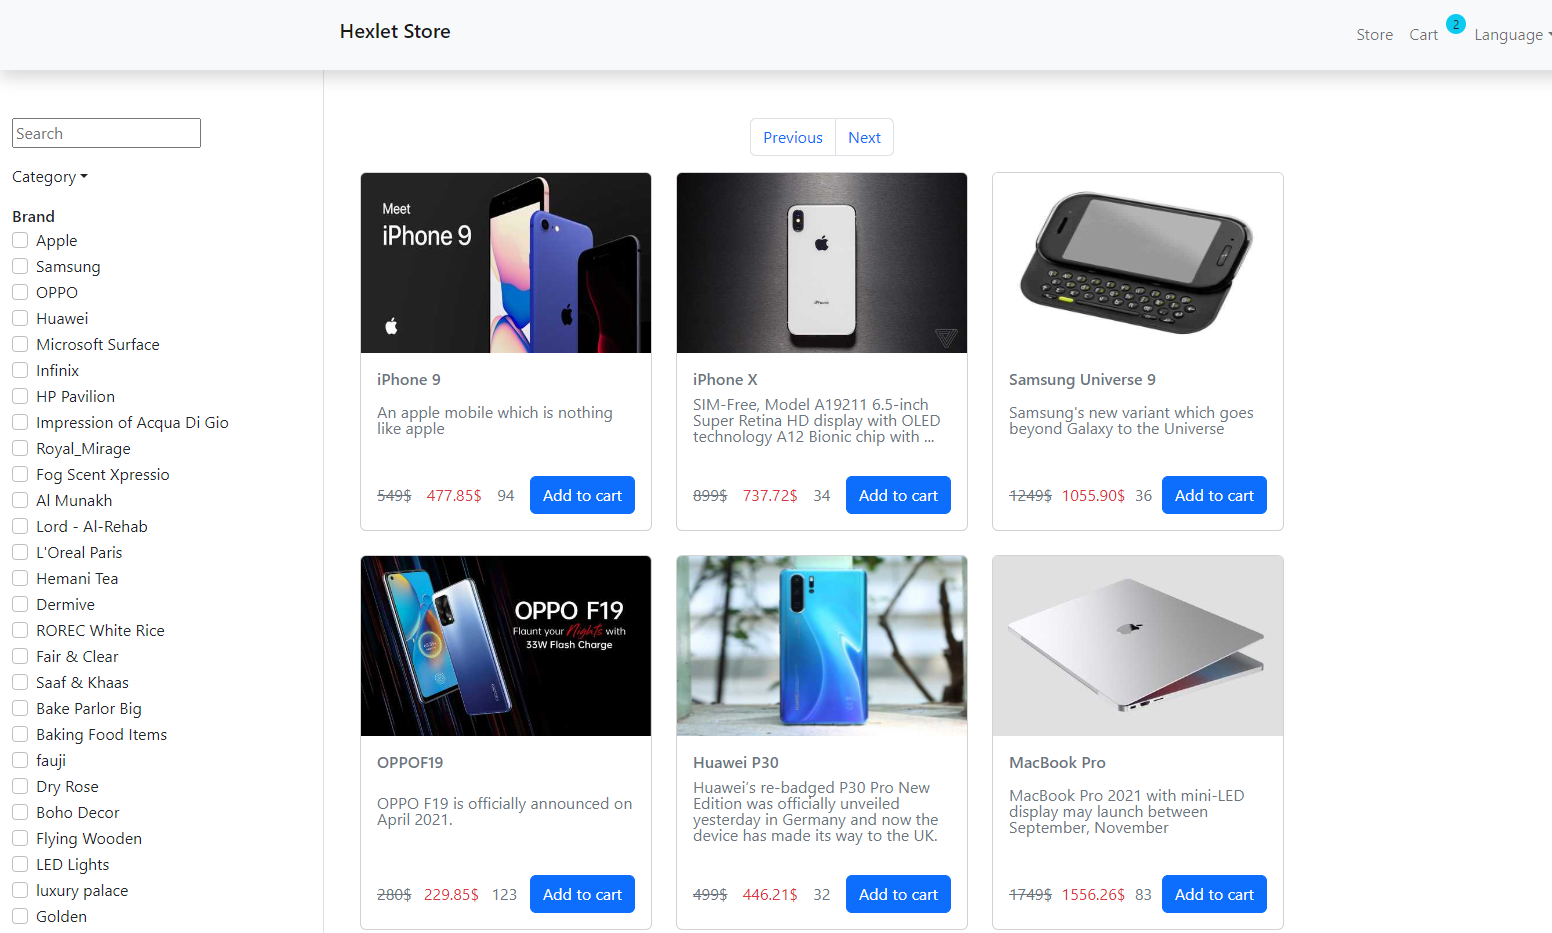 Hexlet Store
Store Cart 2 Language
Search
Category
Brand
Apple
Samsung
OPPO
Huawei
Microsoft Surface
Infinix
HP Pavilion
Impression of Acqua Di Gio
Royal_Mirage
Fog Scent Xpressio
Al Munakh
Lord - Al-Rehab
L'Oreal Paris
Hemani Tea
Dermive
ROREC White Rice
Fair & Clear
Saaf & Khaas
Bake Parlor Big
Baking Food Items
fauji
Dry Rose
Boho Decor
Flying Wooden
LED Lights
luxury palace
Golden
Previous Next
Meet
iPhone 9
iPhone 9
An apple mobile which is nothing
like apple
549$ 477.85$ 94 Add to cart
iPhone
iPhone X
SIM-Free, Model A19211 6.5-inch
Super Retina HD display with OLED
technology A12 Bionic chip with ...
899$ 737.72$ 34 Add to cart
Samsung Universe 9
Samsung's new variant which goes
beyond Galaxy to the Universe
1249$ 1055.90$ 36 Add to cart
OPPO F19
Flaunt your Nights with
33W Flash Charge
OPPOF19
OPPO F19 is officially announced on
April 2021.
280$ 229.85$ 123 Add to cart
Huawei P30
Huawei’s re-badged P30 Pro New
Edition was officially unveiled
yesterday in Germany and now the
device has made its way to the UK.
499$ 446.21$ 32 Add to cart
MacBook Pro
MacBook Pro 2021 with mini-LED
display may launch between
September, November
1749$ 1556.26$ 83 Add to cart